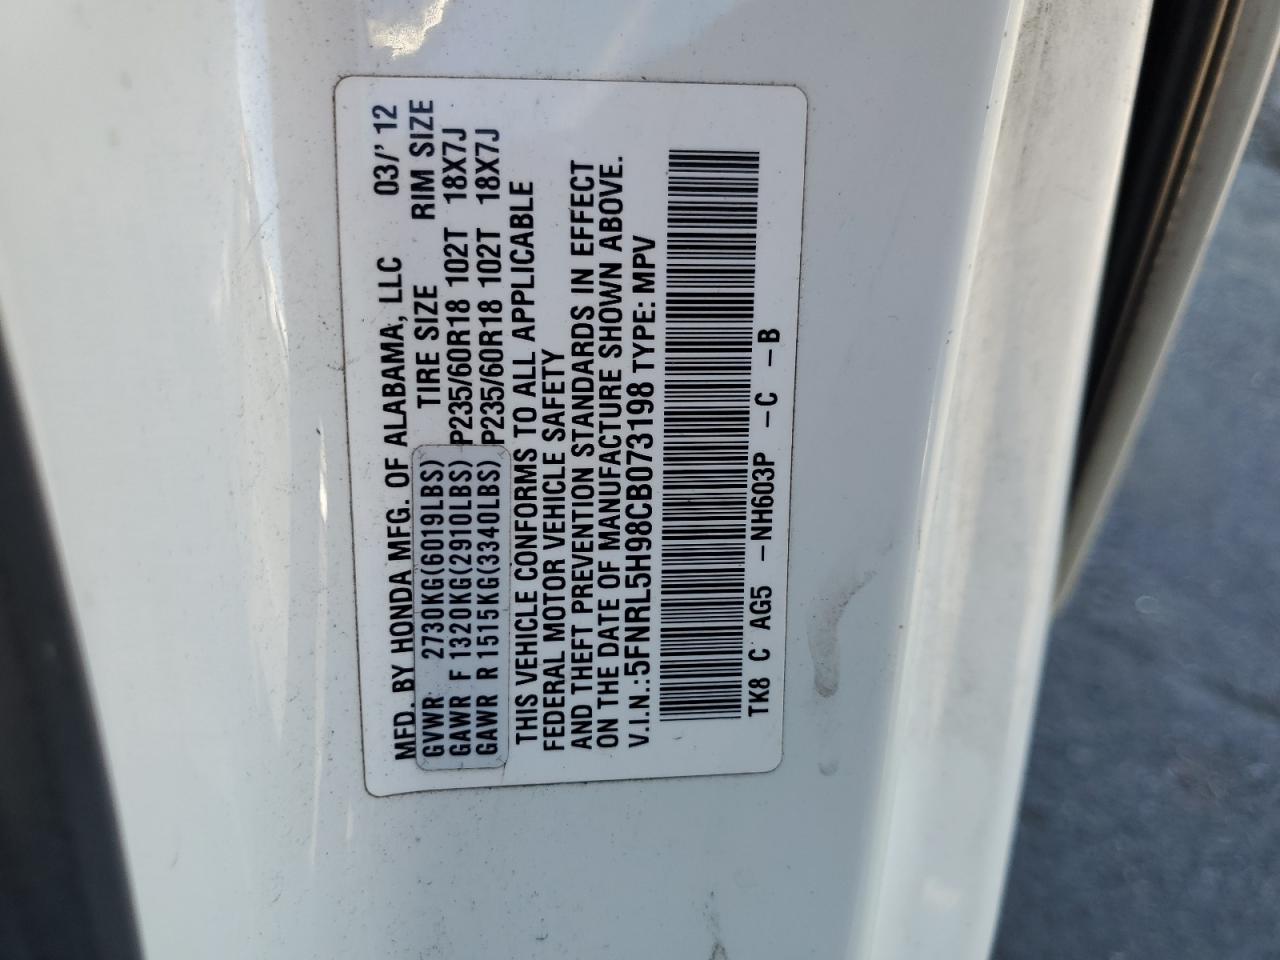 MFD. BY HONDA MFG. OF ALABAMA, LLC 03/' 12
GVWR 2730KG(6019LBS) TIRE SIZE RIM SIZE
GAWR F 1320KG(2910LBS) P235/60R18 102T 18X7J
GAWR R 1515KG(3340LBS) P235/60R18 102T 18X7J
THIS VEHICLE CONFORMS TO ALL APPLICABLE
FEDERAL MOTOR VEHICLE SAFETY
AND THEFT PREVENTION STANDARDS IN EFFECT
ON THE DATE OF MANUFACTURE SHOWN ABOVE.
V.I.N.:5FNRL5H98CB073198 TYPE: MPV
TK8 C AG5 -NH603P -C -B